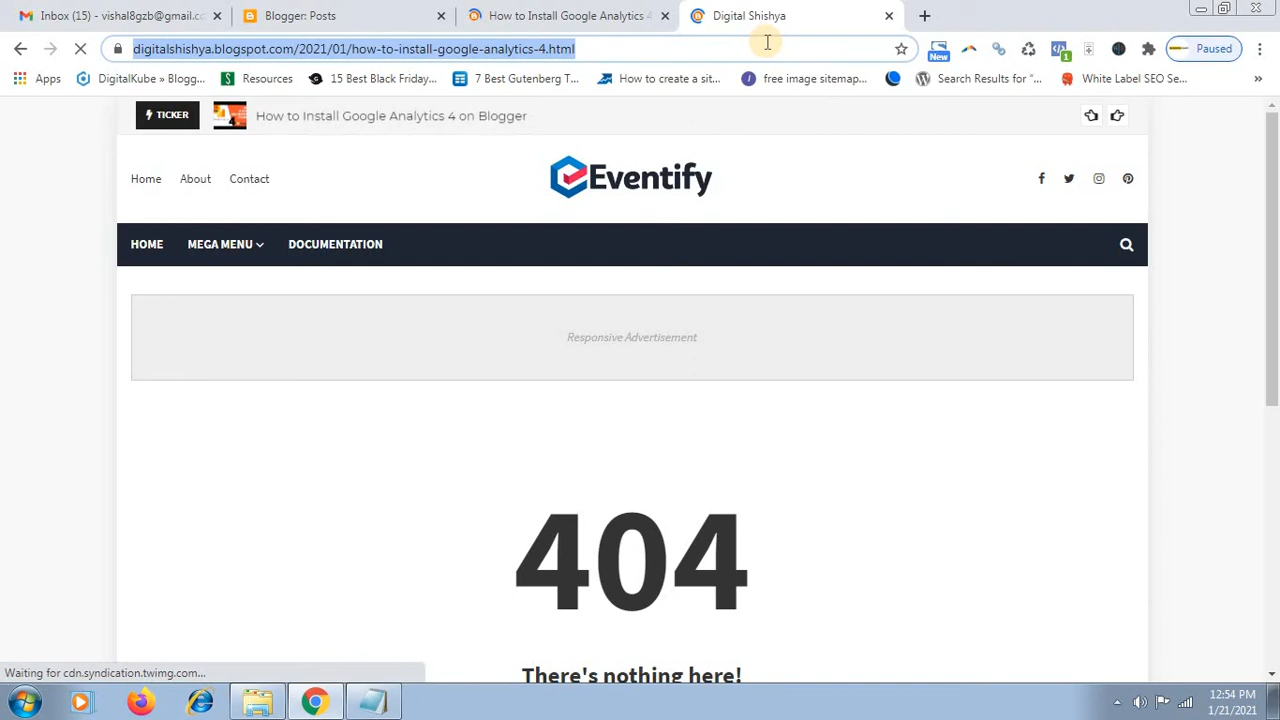 Inbox (15) - vishal8gzb@gmail.cc
Blogger: Posts
How to Install Google Analytics 4
Digital Shishya
digitalshishya.blogspot.com/2021/01/how-to-install-google-analytics-4.html
New
1
Paused
Apps
DigitalKube » Blogg...
Resources
15 Best Black Friday...
7 Best Gutenberg T...
How to create a sit...
free image sitemap...
Search Results for "...
White Label SEO Se...
»
TICKER
How to Install Google Analytics 4 on Blogger
Home
About
Contact
Eventify
HOME
MEGA MENU
DOCUMENTATION
Responsive Advertisement
404
There's nothing here!
Waiting for cdn.syndication.twimg.com...
12:54 PM
1/21/2021